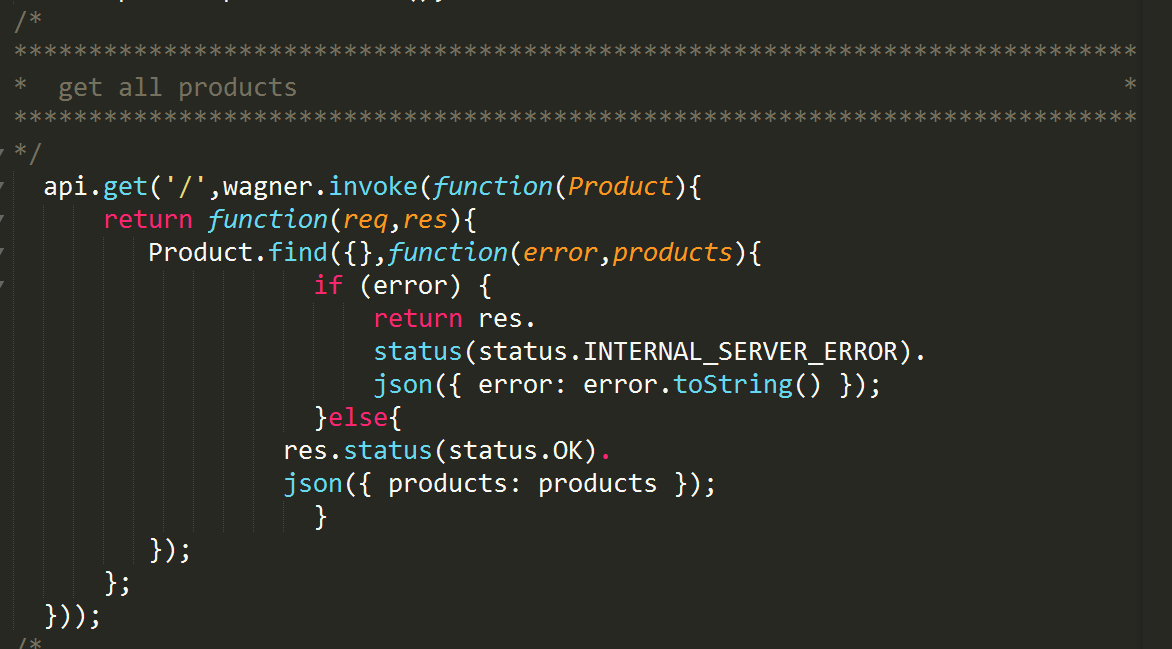 /*
***************************************************************************
*  get all products                                                       *
***************************************************************************
*/
api.get('/',wagner.invoke(function(Product){
return function(req,res){
Product.find({},function(error,products){
if (error) {
return res.
status(status.INTERNAL_SERVER_ERROR).
json({ error: error.toString() });
}else{
res.status(status.OK).
json({ products: products });
}
});
};
}));
/*